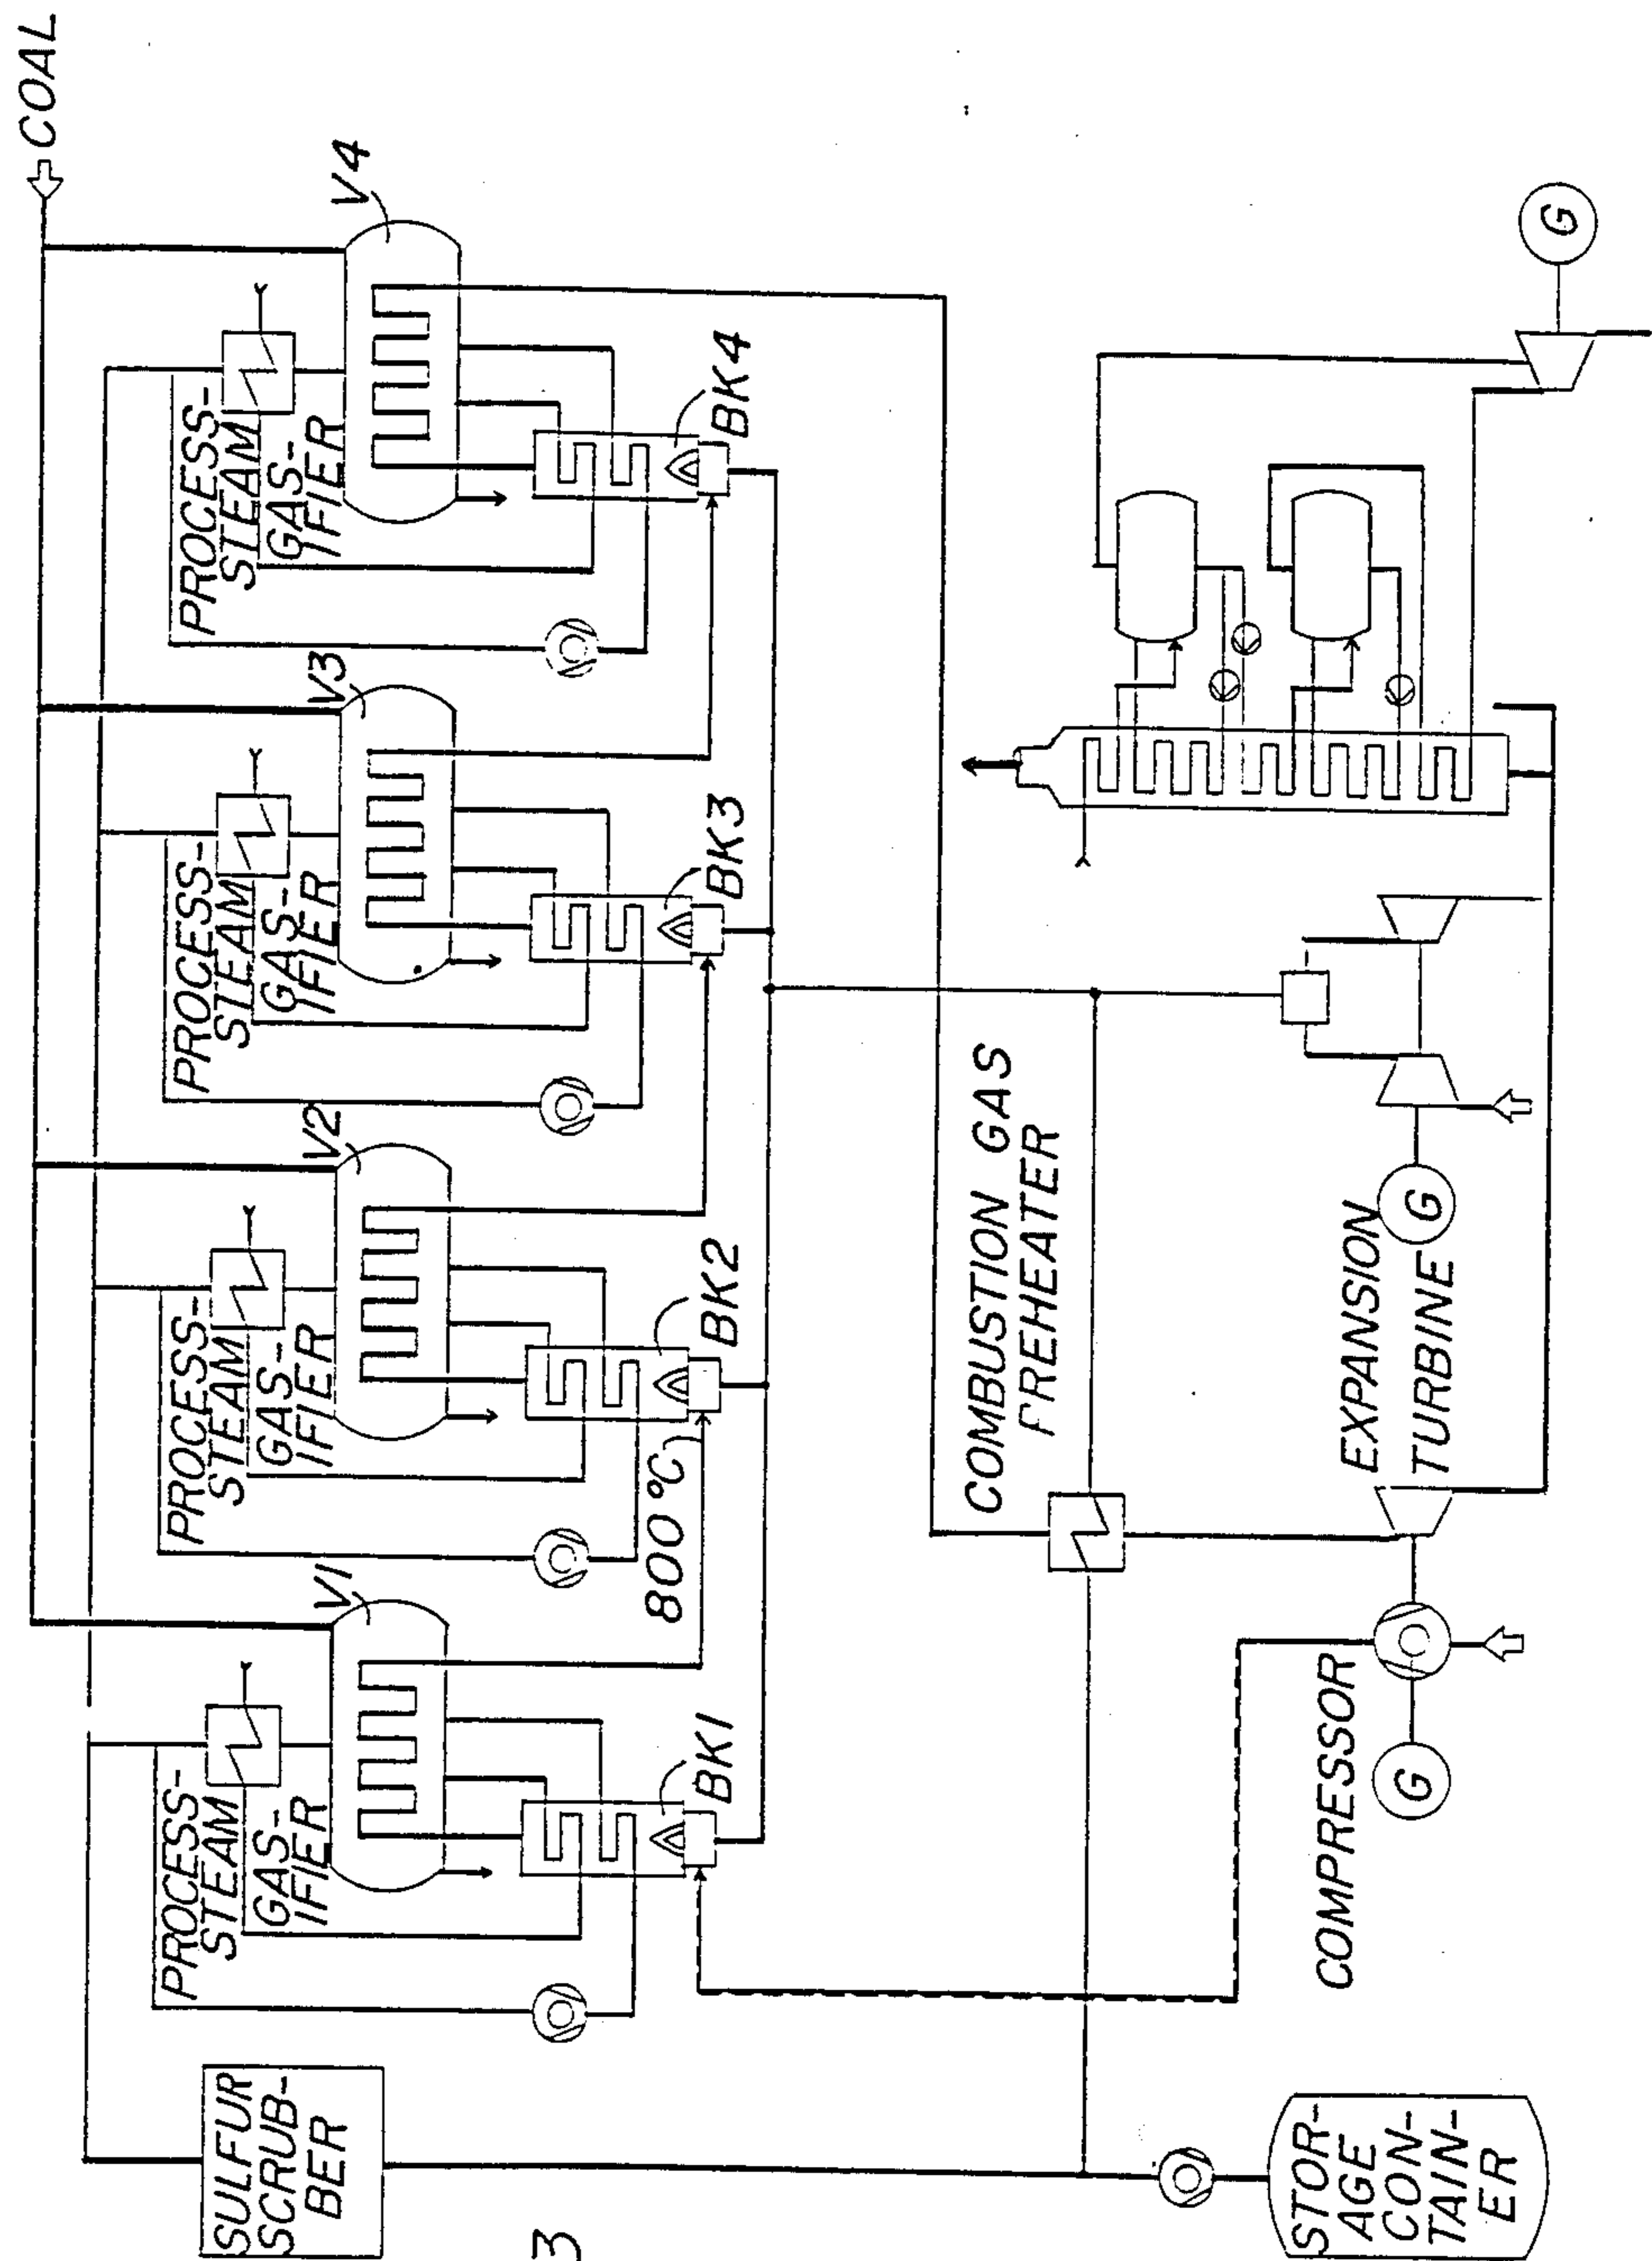 COAL
SULFUR
SCRUB-
BER
PROCESS-
STEAM
GAS-
IFIER
V1
PROCESS-
STEAM
GAS-
IFIER
V2
PROCESS-
STEAM
GAS-
IFIER
V3
PROCESS-
STEAM
GAS-
IFIER
V4
BK1
800 °C
BK2
BK3
BK4
3
COMBUSTION GAS
PREHEATER
STOR-
AGE
CON-
TAIN-
ER
COMPRESSOR
G
EXPANSION
TURBINE
G
G